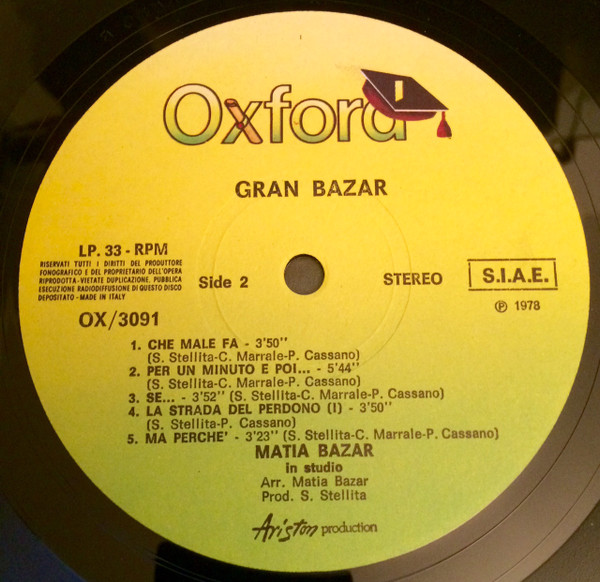 Oxford
GRAN BAZAR
LP. 33 - RPM
RISERVATI TUTTI I DIRITTI DEL PRODUTTORE
FONOGRAFICO E DEL PROPRIETARIO DELL'OPERA
RIPRODOTTA - VIETATE DUPLICAZIONE, PUBBLICA
ESECUZIONE RADIODIFFUSIONE DI QUESTO DISCO
DEPOSITATO - MADE IN ITALY
Side 2
STEREO
S.I.A.E.
℗ 1978
OX/3091
1. CHE MALE FA - 3'50''
(S. Stellita-C. Marrale-P. Cassano)
2. PER UN MINUTO E POI... - 5'44''
(S. Stellita-C. Marrale-P. Cassano)
3. SE... - 3'52'' (S. Stellita-C. Marrale-P. Cassano)
4. LA STRADA DEL PERDONO (I) - 3'50''
(S. Stellita-C. Marrale-P. Cassano)
5. MA PERCHE' - 3'23'' (S. Stellita-C. Marrale-P. Cassano)
MATIA BAZAR
in studio
Arr. Matia Bazar
Prod. S. Stellita
Ariston production